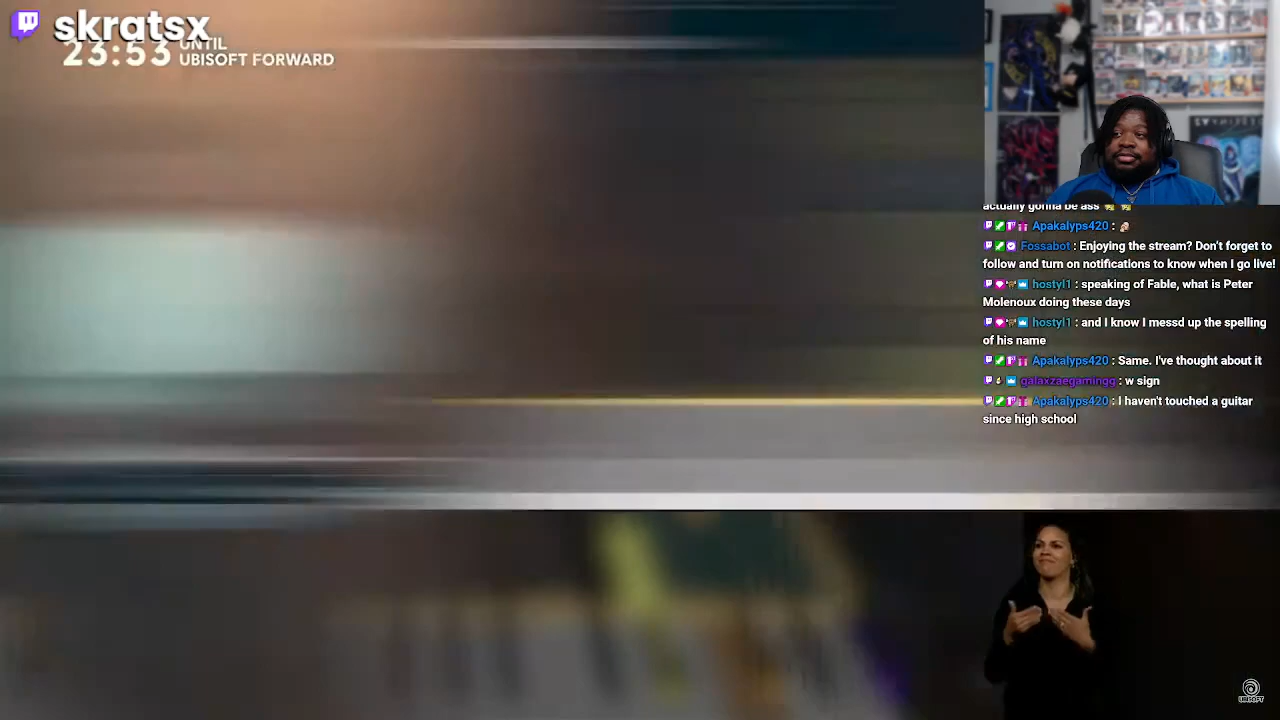 skratsx
23:53 UNTIL
UBISOFT FORWARD
actually gonna be ass
Apakalyps420 :
Fossabot : Enjoying the stream? Don't forget to
follow and turn on notifications to know when I go live!
hostyl1 : speaking of Fable, what is Peter
Molenoux doing these days
hostyl1 : and I know I messd up the spelling
of his name
Apakalyps420 : Same. I've thought about it
galaxzaegamingg : w sign
Apakalyps420 : I haven't touched a guitar
since high school
UBISOFT